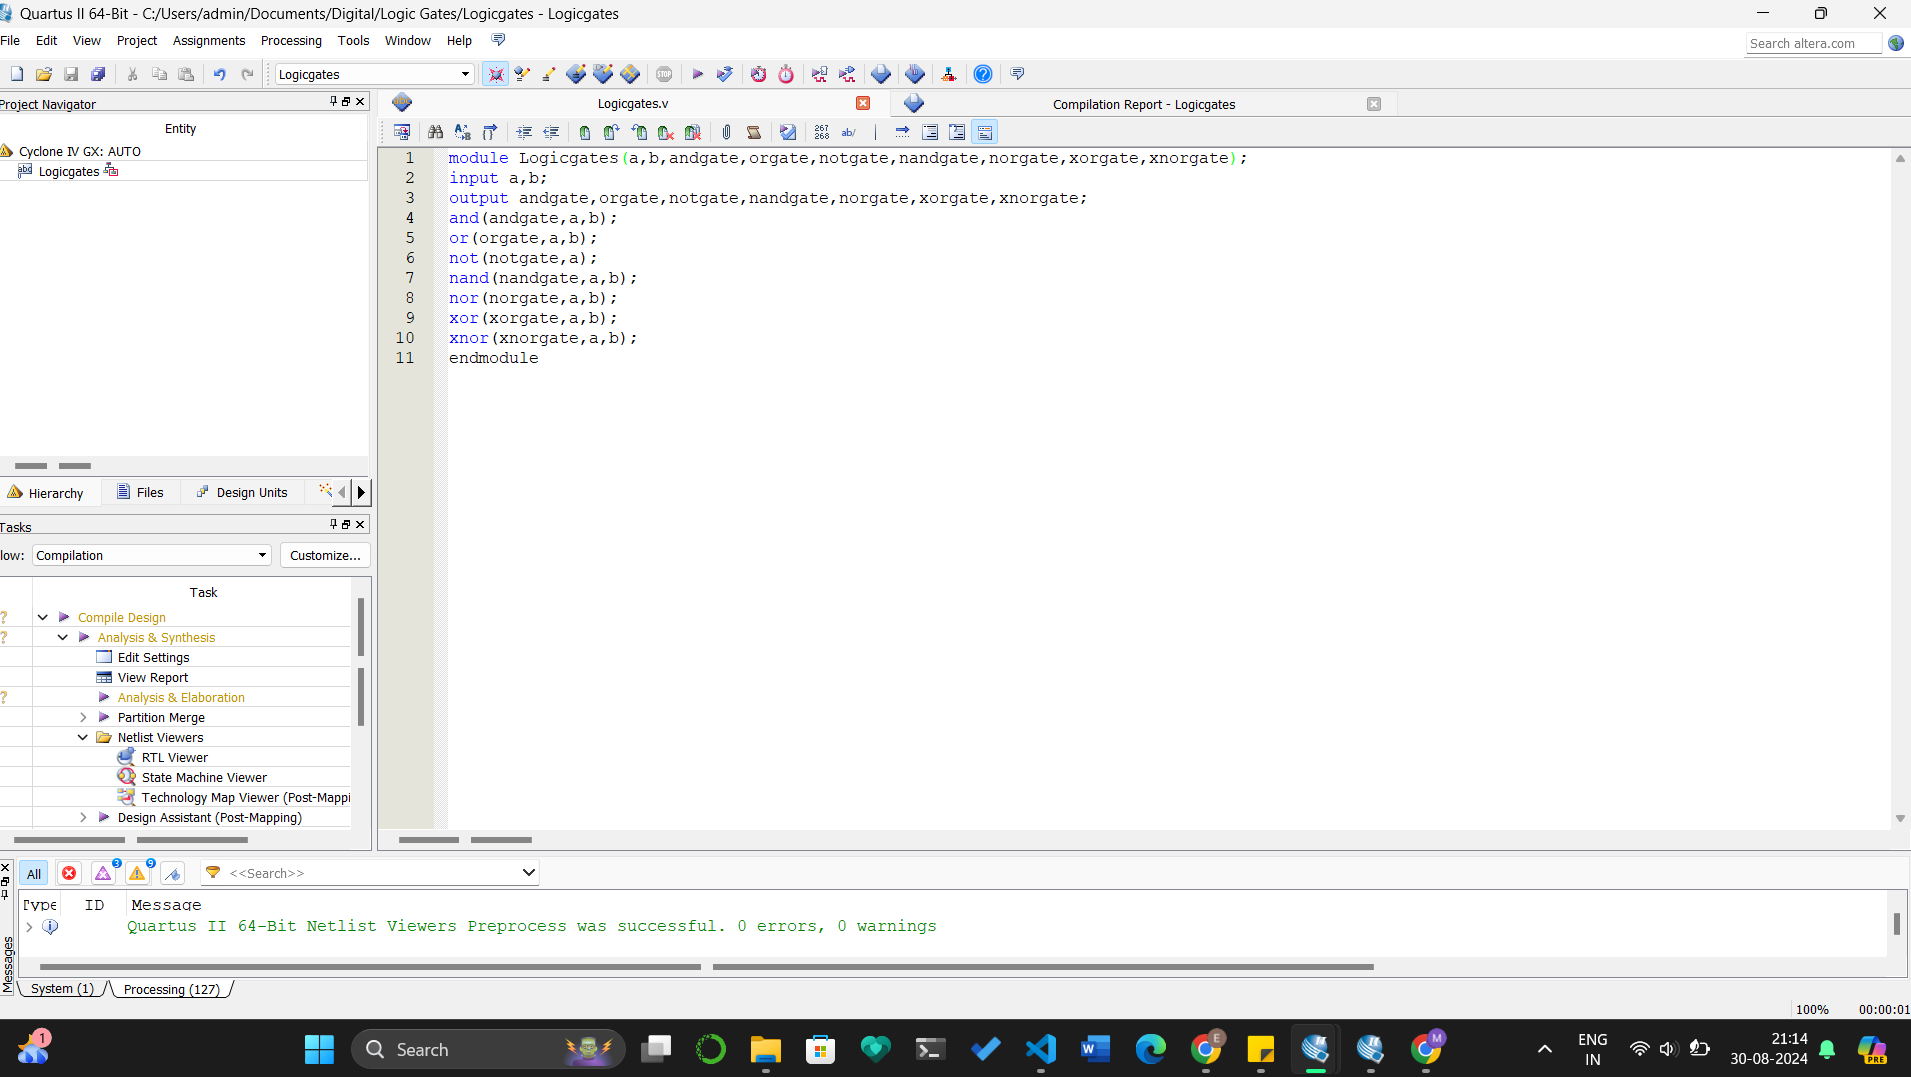 Quartus II 64-Bit - C:/Users/admin/Documents/Digital/Logic Gates/Logicgates - Logicgates
File Edit View Project Assignments Processing Tools Window Help
Search altera.com
Logicgates
STOP
Project Navigator
Entity
Cyclone IV GX: AUTO
Logicgates
Hierarchy Files Design Units
Tasks
low: Compilation Customize...
Task
Compile Design
Analysis & Synthesis
Edit Settings
View Report
Analysis & Elaboration
Partition Merge
Netlist Viewers
RTL Viewer
State Machine Viewer
Technology Map Viewer (Post-Mappi
Design Assistant (Post-Mapping)
Logicgates.v
Compilation Report - Logicgates
267
268
ab/
1 module Logicgates(a,b,andgate,orgate,notgate,nandgate,norgate,xorgate,xnorgate);
2 input a,b;
3 output andgate,orgate,notgate,nandgate,norgate,xorgate,xnorgate;
4 and(andgate,a,b);
5 or(orgate,a,b);
6 not(notgate,a);
7 nand(nandgate,a,b);
8 nor(norgate,a,b);
9 xor(xorgate,a,b);
10 xnor(xnorgate,a,b);
11 endmodule
All 3 9 <<Search>>
Type ID Message
Quartus II 64-Bit Netlist Viewers Preprocess was successful. 0 errors, 0 warnings
Messages
System (1) Processing (127)
100% 00:00:01
1
Search
W
E
M
ENG
IN
21:14
30-08-2024
PRE